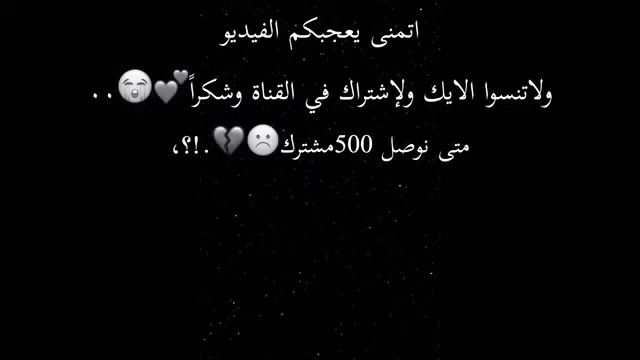 اتمنى يعجبكم الفيديو
ولاتنسوا الايك ولإشتراك في القناة وشكراً💕😭..
متى نوصل 500مشترك☹💔.!؟،